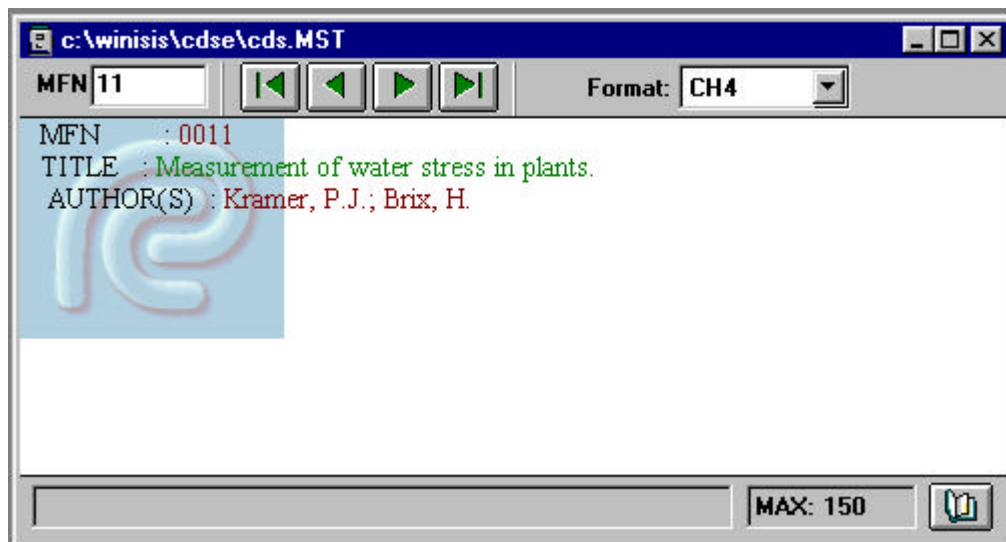 c:\winisis\cdse\cds.MST
MFN 11 Format: CH4
MFN : 0011
TITLE : Measurement of water stress in plants.
AUTHOR(S) : Kramer, P.J.; Brix, H.
MAX: 150